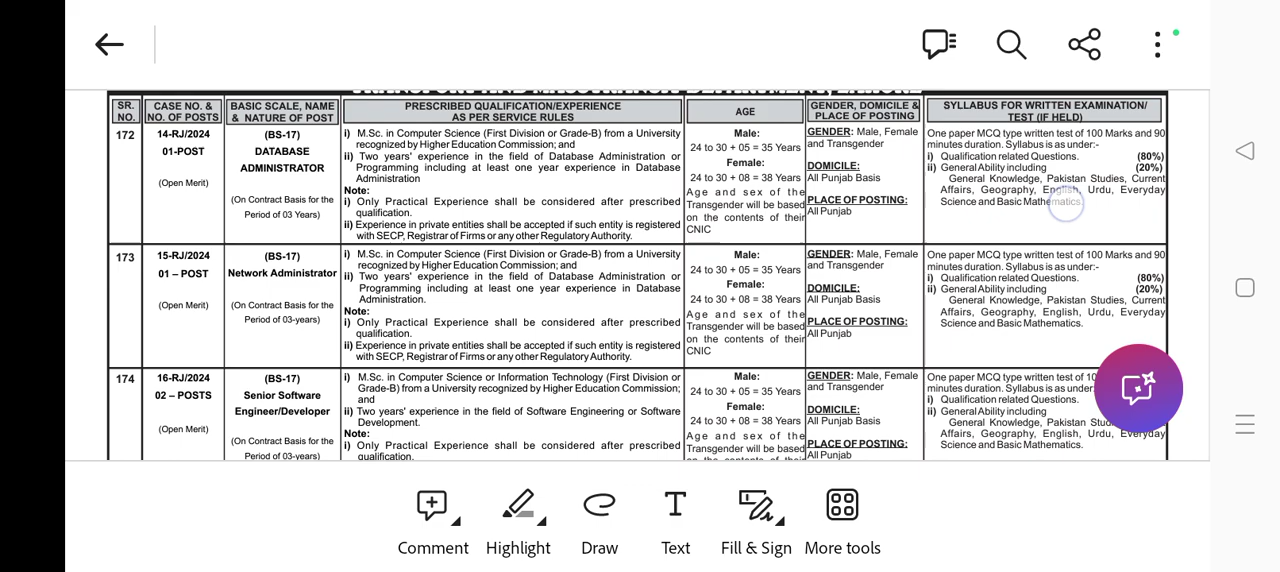 SR. NO.
CASE NO. & NO. OF POSTS
BASIC SCALE, NAME & NATURE OF POST
PRESCRIBED QUALIFICATION/EXPERIENCE AS PER SERVICE RULES
AGE
GENDER, DOMICILE & PLACE OF POSTING
SYLLABUS FOR WRITTEN EXAMINATION/ TEST (IF HELD)
172
14-RJ/2024
01-POST
(Open Merit)
(BS-17)
DATABASE
ADMINISTRATOR
(On Contract Basis for the
Period of 03 Years)
i) M.Sc. in Computer Science (First Division or Grade-B) from a University
recognized by Higher Education Commission; and
ii) Two years' experience in the field of Database Administration or
Programming including at least one year experience in Database
Administration
Note:
i) Only Practical Experience shall be considered after prescribed
qualification.
ii) Experience in private entities shall be accepted if such entity is registered
with SECP, Registrar of Firms or any other Regulatory Authority.
Male:
24 to 30 + 05 = 35 Years
Female:
24 to 30 + 08 = 38 Years
Age and sex of the
Transgender will be based
on the contents of their
CNIC
GENDER: Male, Female
and Transgender
DOMICILE:
All Punjab Basis
PLACE OF POSTING:
All Punjab
One paper MCQ type written test of 100 Marks and 90
minutes duration. Syllabus is as under:-
i) Qualification related Questions. (80%)
ii) General Ability including (20%)
General Knowledge, Pakistan Studies, Current
Affairs, Geography, English, Urdu, Everyday
Science and Basic Mathematics.
173
15-RJ/2024
01 – POST
(Open Merit)
(BS-17)
Network Administrator
(On Contract Basis for the
Period of 03-years)
i) M.Sc. in Computer Science (First Division or Grade-B) from a University
recognized by Higher Education Commission; and
ii) Two years' experience in the field of Database Administration or
Programming including at least one year experience in Database
Administration.
Note:
i) Only Practical Experience shall be considered after prescribed
qualification.
ii) Experience in private entities shall be accepted if such entity is registered
with SECP, Registrar of Firms or any other Regulatory Authority.
Male:
24 to 30 + 05 = 35 Years
Female:
24 to 30 + 08 = 38 Years
Age and sex of the
Transgender will be based
on the contents of their
CNIC
GENDER: Male, Female
and Transgender
DOMICILE:
All Punjab Basis
PLACE OF POSTING:
All Punjab
One paper MCQ type written test of 100 Marks and 90
minutes duration. Syllabus is as under:-
i) Qualification related Questions. (80%)
ii) General Ability including (20%)
General Knowledge, Pakistan Studies, Current
Affairs, Geography, English, Urdu, Everyday
Science and Basic Mathematics.
174
16-RJ/2024
02 – POSTS
(Open Merit)
(BS-17)
Senior Software
Engineer/Developer
(On Contract Basis for the
Period of 03-years)
i) M.Sc. in Computer Science or Information Technology (First Division or
Grade-B) from a University recognized by Higher Education Commission;
and
ii) Two years' experience in the field of Software Engineering or Software
Development.
Note:
i) Only Practical Experience shall be considered after prescribed
qualification.
Male:
24 to 30 + 05 = 35 Years
Female:
24 to 30 + 08 = 38 Years
Age and sex of the
Transgender will be based
on the contents of their
GENDER: Male, Female
and Transgender
DOMICILE:
All Punjab Basis
PLACE OF POSTING:
All Punjab
One paper MCQ type written test of 10
minutes duration. Syllabus is as under
i) Qualification related Questions.
ii) General Ability including
General Knowledge, Pakistan Stud
Affairs, Geography, English, Urdu, Everyday
Science and Basic Mathematics.
Comment
Highlight
Draw
Text
Fill & Sign
More tools